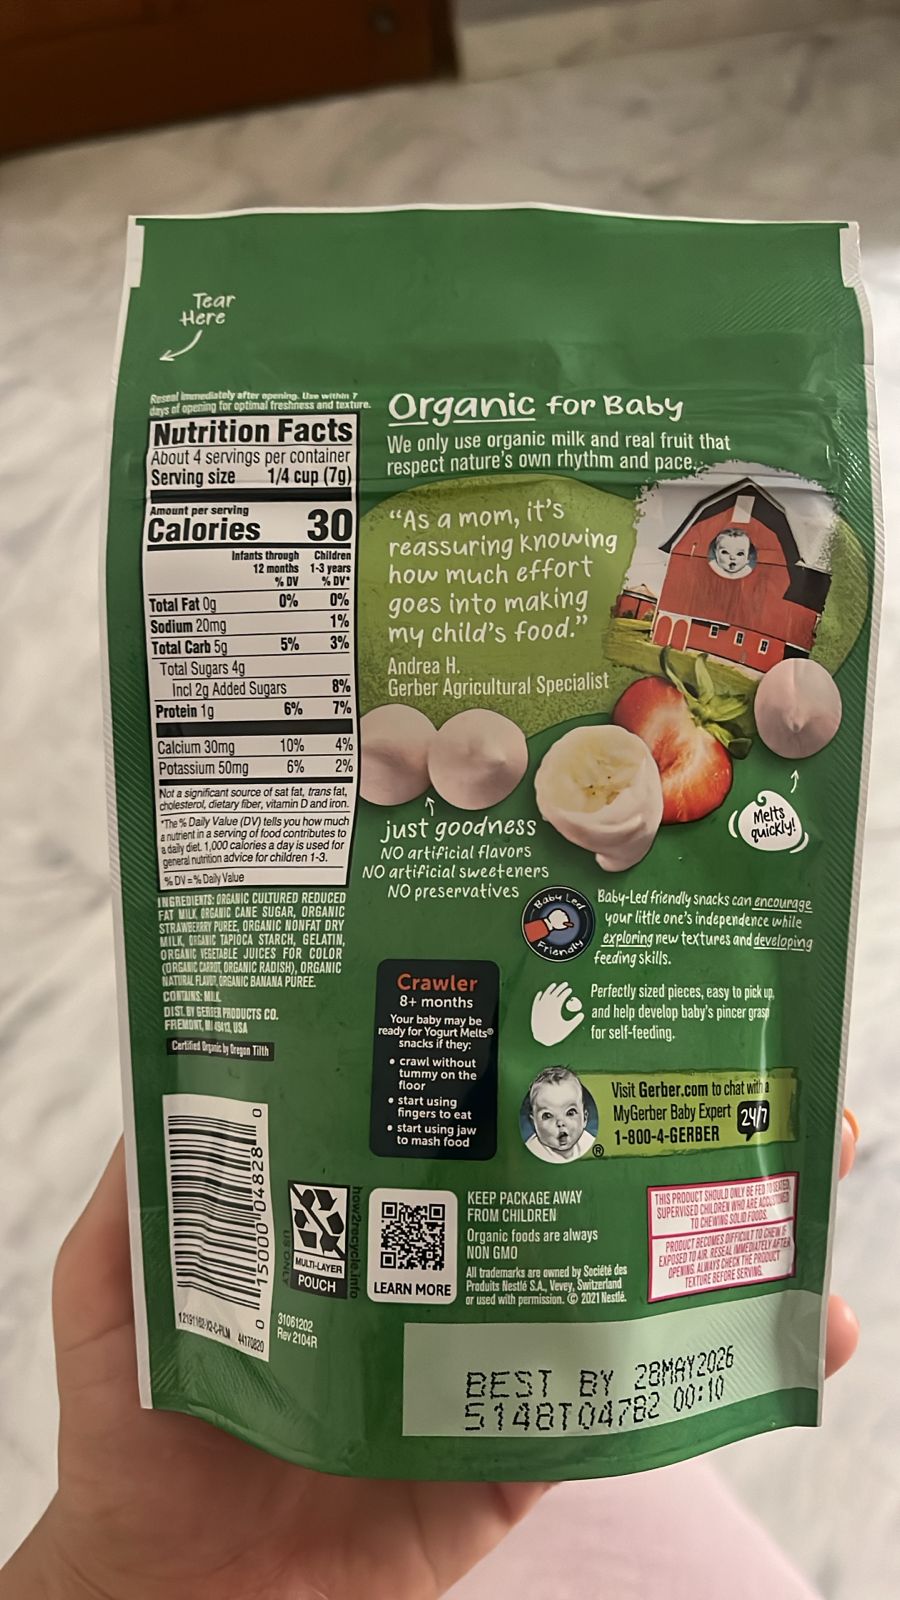 Tear
Here
Reseal immediately after opening. Use within 7
days of opening for optimal freshness and texture.
Nutrition Facts
About 4 servings per container
Serving size 1/4 cup (7g)
Amount per serving
Calories 30
Infants through 12 months % DV
Children 1-3 years % DV*
Total Fat 0g 0% 0%
Sodium 20mg 1%
Total Carb 5g 5% 3%
Total Sugars 4g
Incl 2g Added Sugars 8%
Protein 1g 6% 7%
Calcium 30mg 10% 4%
Potassium 50mg 6% 2%
Not a significant source of sat fat, trans fat,
cholesterol, dietary fiber, vitamin D and iron.
*The % Daily Value (DV) tells you how much
a nutrient in a serving of food contributes to
a daily diet. 1,000 calories a day is used for
general nutrition advice for children 1-3.
% DV = % Daily Value
INGREDIENTS: ORGANIC CULTURED REDUCED
FAT MILK, ORGANIC CANE SUGAR, ORGANIC
STRAWBERRY PUREE, ORGANIC NONFAT DRY
MILK, ORGANIC TAPIOCA STARCH, GELATIN,
ORGANIC VEGETABLE JUICES FOR COLOR
(ORGANIC CARROT, ORGANIC RADISH), ORGANIC
NATURAL FLAVOR, ORGANIC BANANA PUREE.
CONTAINS: MILK.
DIST. BY GERBER PRODUCTS CO.
FREMONT, MI 49413, USA
Certified Organic by Oregon Tilth
Organic for Baby
We only use organic milk and real fruit that
respect nature's own rhythm and pace.
"As a mom, it's
reassuring knowing
how much effort
goes into making
my child's food."
Andrea H.
Gerber Agricultural Specialist
Melts
quickly!
just goodness
NO artificial flavors
NO artificial sweeteners
NO preservatives
Baby Led
Friendly
Baby-Led friendly snacks can encourage
your little one's independence while
exploring new textures and developing
feeding skills.
Crawler
8+ months
Your baby may be
ready for Yogurt Melts®
snacks if they:
• crawl without
tummy on the
floor
• start using
fingers to eat
• start using jaw
to mash food
Perfectly sized pieces, easy to pick up,
and help develop baby's pincer grasp
for self-feeding.
®
Visit Gerber.com to chat with a
MyGerber Baby Expert 24/7
1-800-4-GERBER
0 15000 04828 0
how2recycle.info
US ONLY
MULTI-LAYER
POUCH
LEARN MORE
KEEP PACKAGE AWAY
FROM CHILDREN
Organic foods are always
NON GMO
All trademarks are owned by Société des
Produits Nestlé S.A., Vevey, Switzerland
or used with permission. © 2021 Nestlé.
THIS PRODUCT SHOULD ONLY BE FED TO SEATED,
SUPERVISED CHILDREN WHO ARE ACCUSTOMED
TO CHEWING SOLID FOODS.
PRODUCT BECOMES DIFFICULT TO CHEW IF
EXPOSED TO AIR. RESEAL IMMEDIATELY AFTER
OPENING. ALWAYS CHECK THE PRODUCT
TEXTURE BEFORE SERVING.
44170820
31061202
Rev 2104R
BEST BY 28MAY2026
5148T04782 00:10